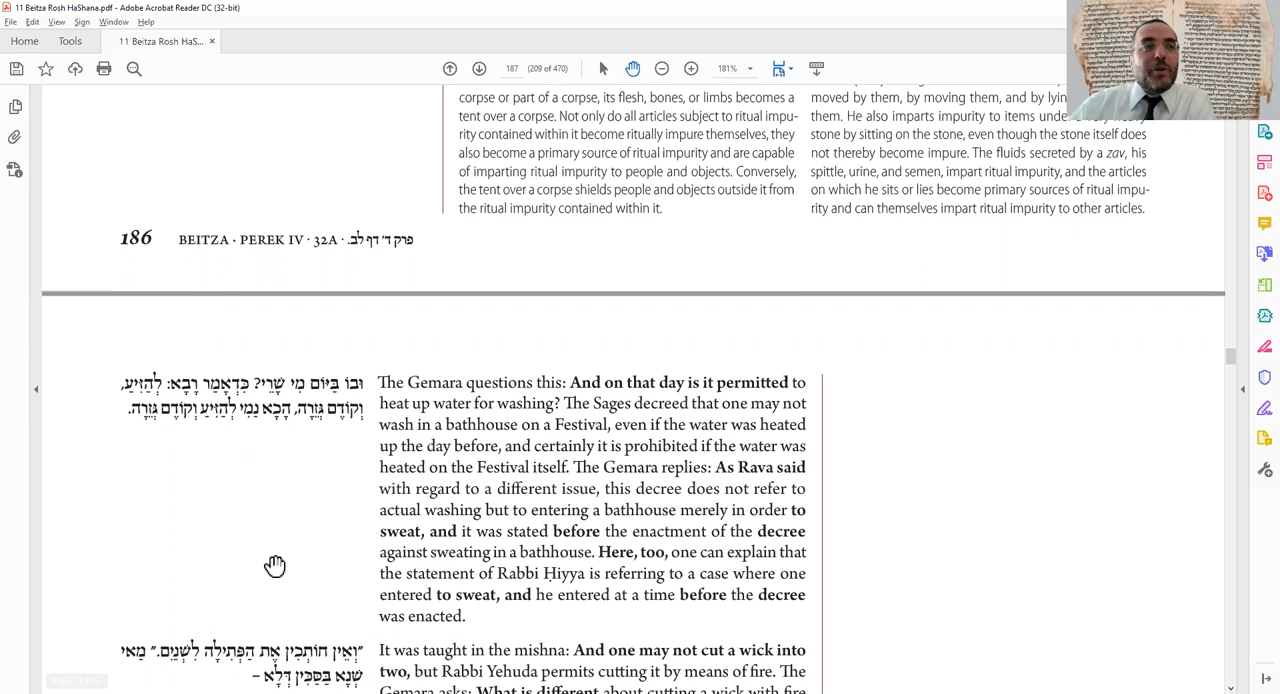 11 Beitza Rosh HaShana.pdf - Adobe Acrobat Reader DC (32-bit)
File Edit View Sign Window Help
Home Tools 11 Beitza Rosh HaS... ×
187 (209 of 470) 181%
corpse or part of a corpse, its flesh, bones, or limbs becomes a
tent over a corpse. Not only do all articles subject to ritual impu-
rity contained within it become ritually impure themselves, they
also become a primary source of ritual impurity and are capable
of imparting ritual impurity to people and objects. Conversely,
the tent over a corpse shields people and objects outside it from
the ritual impurity contained within it.
moved by them, by moving them, and by lyin
them. He also imparts impurity to items unde
stone by sitting on the stone, even though the stone itself does
not thereby become impure. The fluids secreted by a zav, his
spittle, urine, and semen, impart ritual impurity, and the articles
on which he sits or lies become primary sources of ritual impu-
rity and can themselves impart ritual impurity to other articles.
186 BEITZA · PEREK IV · 32A · פרק ד׳ דף לב.
וּבוֹ בַּיּוֹם מִי שָׁרֵי? כִּדְאָמַר רָבָא: לְהַזִּיעַ,
וְקוֹדֶם גְּזֵרָה, הָכָא נַמִי לְהַזִּיעַ וְקוֹדֶם גְּזֵרָה.
The Gemara questions this: And on that day is it permitted to
heat up water for washing? The Sages decreed that one may not
wash in a bathhouse on a Festival, even if the water was heated
up the day before, and certainly it is prohibited if the water was
heated on the Festival itself. The Gemara replies: As Rava said
with regard to a different issue, this decree does not refer to
actual washing but to entering a bathhouse merely in order to
sweat, and it was stated before the enactment of the decree
against sweating in a bathhouse. Here, too, one can explain that
the statement of Rabbi Ḥiyya is referring to a case where one
entered to sweat, and he entered at a time before the decree
was enacted.
״וְאֵין חוֹתְכִין אֶת הַפְּתִילָה לִשְׁנַיִם.״ מַאי
שְׁנָא בַּסַּכִּין דְּלָא –
It was taught in the mishna: And one may not cut a wick into
two, but Rabbi Yehuda permits cutting it by means of fire. The
Gemara asks: What is different about cutting a wick with fire